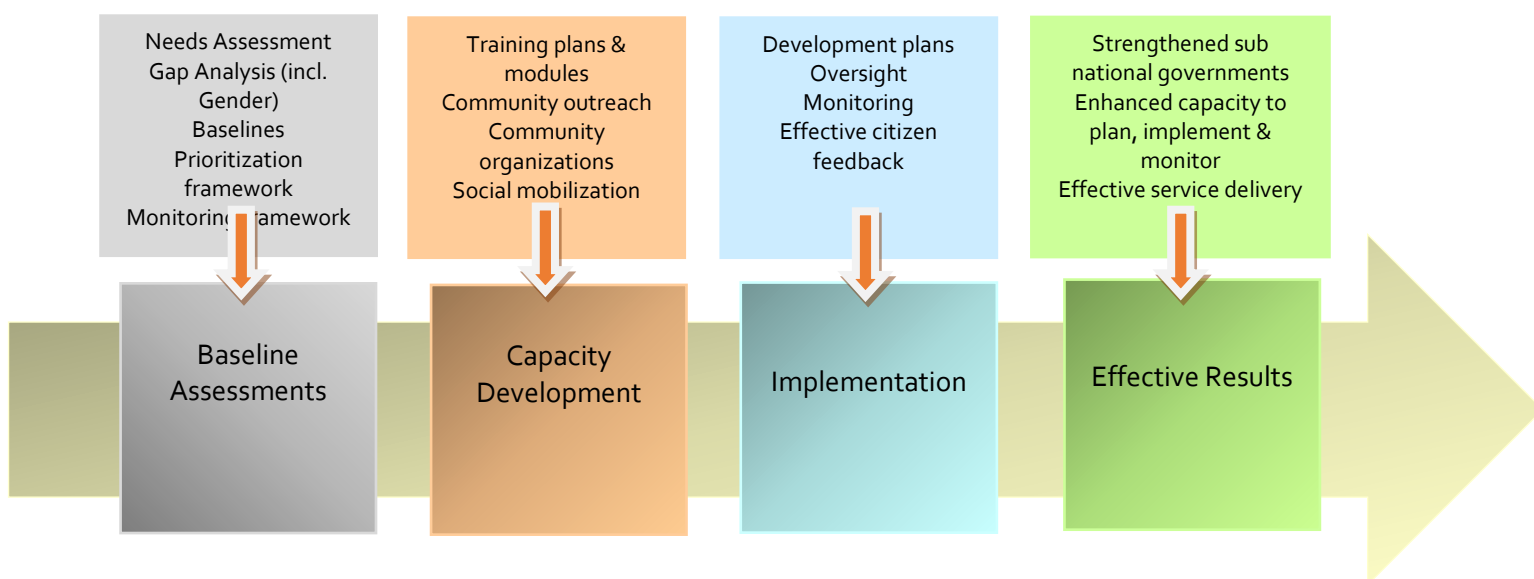 Needs Assessment
Gap Analysis (incl.
Gender)
Baselines
Prioritization
framework
Monitoring framework
Training plans &
modules
Community outreach
Community
organizations
Social mobilization
Development plans
Oversight
Monitoring
Effective citizen
feedback
Strengthened sub
national governments
Enhanced capacity to
plan, implement &
monitor
Effective service delivery
Baseline
Assessments
Capacity
Development
Implementation
Effective Results